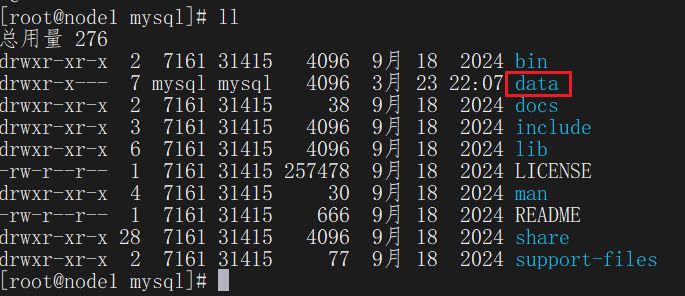 [root@node1 mysql]# ll
总用量 276
drwxr-xr-x  2  7161 31415   4096 9月 18  2024 bin
drwxr-x---  7 mysql mysql   4096 3月 23 22:07 data
drwxr-xr-x  2  7161 31415     38 9月 18  2024 docs
drwxr-xr-x  3  7161 31415   4096 9月 18  2024 include
drwxr-xr-x  6  7161 31415   4096 9月 18  2024 lib
-rw-r--r--  1  7161 31415 257478 9月 18  2024 LICENSE
drwxr-xr-x  4  7161 31415     30 9月 18  2024 man
-rw-r--r--  1  7161 31415    666 9月 18  2024 README
drwxr-xr-x 28  7161 31415   4096 9月 18  2024 share
drwxr-xr-x  2  7161 31415     77 9月 18  2024 support-files
[root@node1 mysql]#